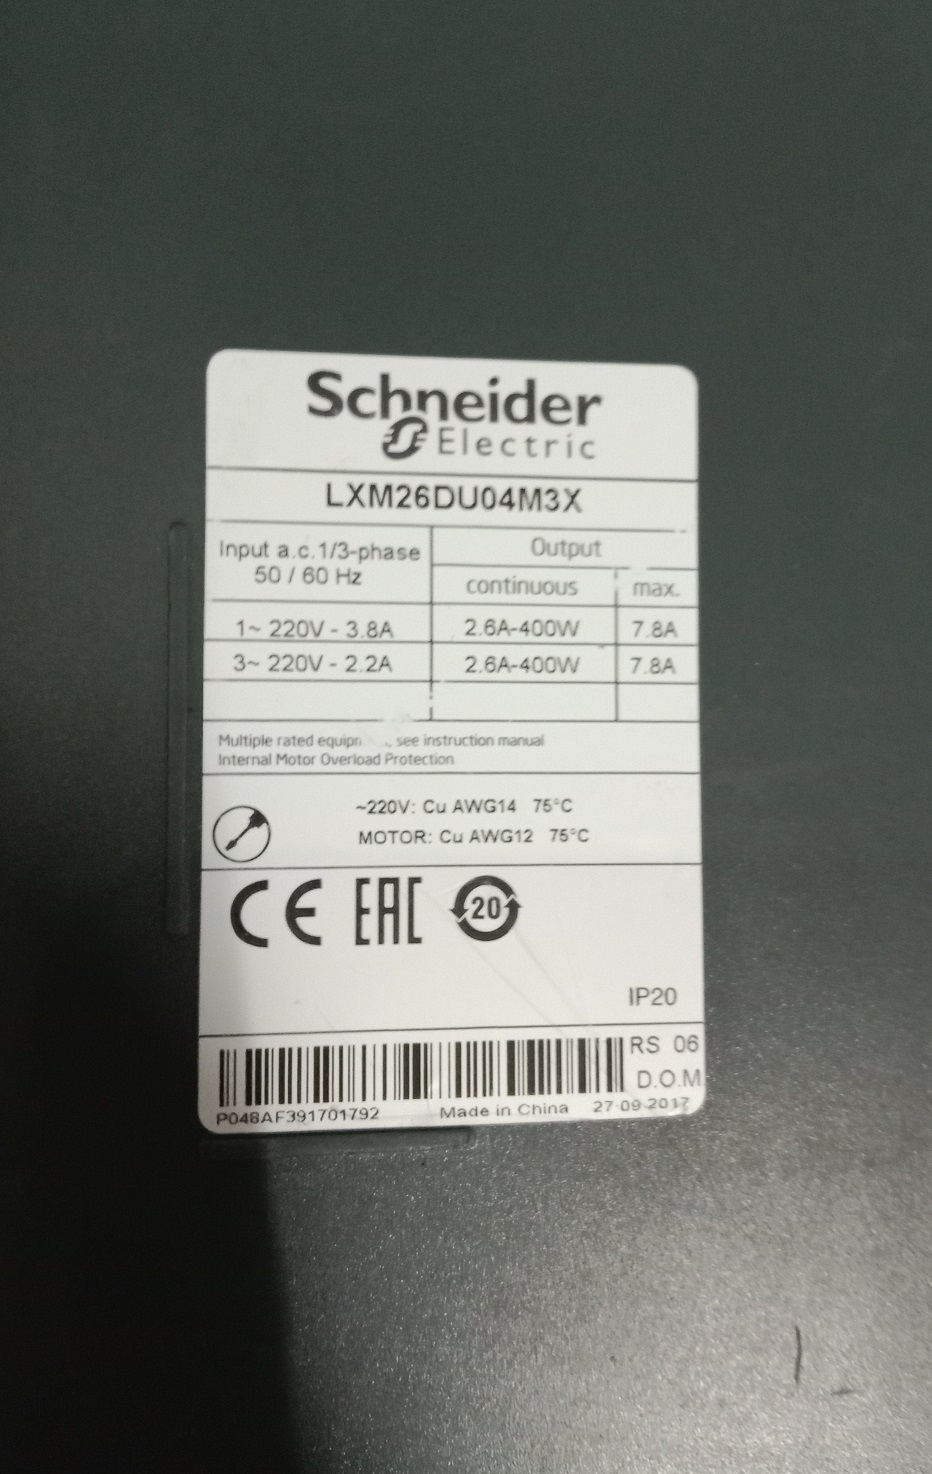 Schneider
Electric
LXM26DU04M3X
Input a.c.1/3-phase
50 / 60 Hz
Output
continuous max.
1~ 220V - 3.8A 2.6A-400W 7.8A
3~ 220V - 2.2A 2.6A-400W 7.8A
Multiple rated see instruction manual
Internal Motor Overload Protection
~220V: Cu AWG14 75°C
MOTOR: Cu AWG12 75°C
CE EAC 20
IP20
RS 06
D.O.M
P048AF391701792 Made in China 27-09-2017